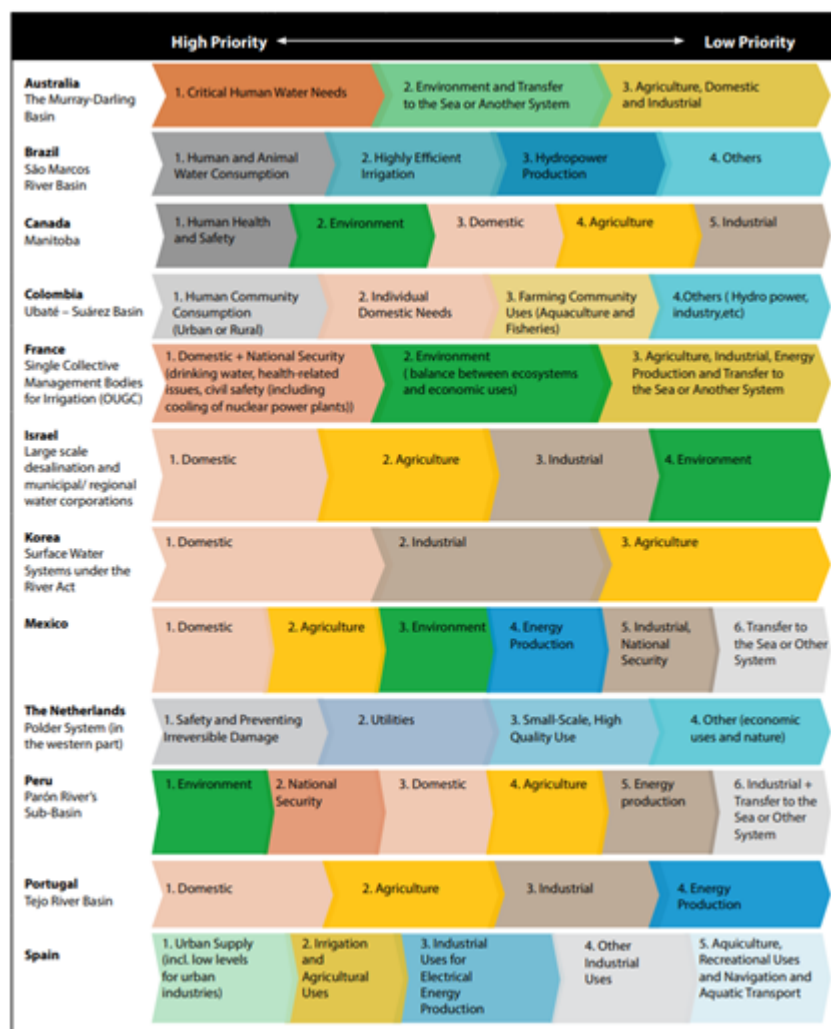 High Priority Low Priority
Australia
The Murray-Darling
Basin
1. Critical Human Water Needs
2. Environment and Transfer
to the Sea or Another System
3. Agriculture, Domestic
and Industrial
Brazil
São Marcos
River Basin
1. Human and Animal
Water Consumption
2. Highly Efficient
Irrigation
3. Hydropower
Production
4. Others
Canada
Manitoba
1. Human Health
and Safety
2. Environment
3. Domestic
4. Agriculture
5. Industrial
Colombia
Ubaté – Suárez Basin
1. Human Community
Consumption
(Urban or Rural)
2. Individual
Domestic Needs
3. Farming Community
Uses (Aquaculture and
Fisheries)
4.Others ( Hydro power,
industry,etc)
France
Single Collective
Management Bodies
for Irrigation (OUGC)
1. Domestic + National Security
(drinking water, health-related
issues, civil safety (including
cooling of nuclear power plants))
2. Environment
( balance between ecosystems
and economic uses)
3. Agriculture, Industrial, Energy
Production and Transfer to
the Sea or Another System
Israel
Large scale
desalination and
municipal/ regional
water corporations
1. Domestic
2. Agriculture
3. Industrial
4. Environment
Korea
Surface Water
Systems under the
River Act
1. Domestic
2. Industrial
3. Agriculture
Mexico
1. Domestic
2. Agriculture
3. Environment
4. Energy
Production
5. Industrial,
National
Security
6. Transfer to
the Sea or Other
System
The Netherlands
Polder System (in
the western part)
1. Safety and Preventing
Irreversible Damage
2. Utilities
3. Small-Scale, High
Quality Use
4. Other (economic
uses and nature)
Peru
Parón River's
Sub-Basin
1. Environment
2. National
Security
3. Domestic
4. Agriculture
5. Energy
production
6. Industrial +
Transfer to the
Sea or Other
System
Portugal
Tejo River Basin
1. Domestic
2. Agriculture
3. Industrial
4. Energy
Production
Spain
1. Urban Supply
(incl. low levels
for urban
industries)
2. Irrigation
and
Agricultural
Uses
3. Industrial
Uses for
Electrical
Energy
Production
4. Other
Industrial
Uses
5. Aquiculture,
Recreational Uses
and Navigation and
Aquatic Transport